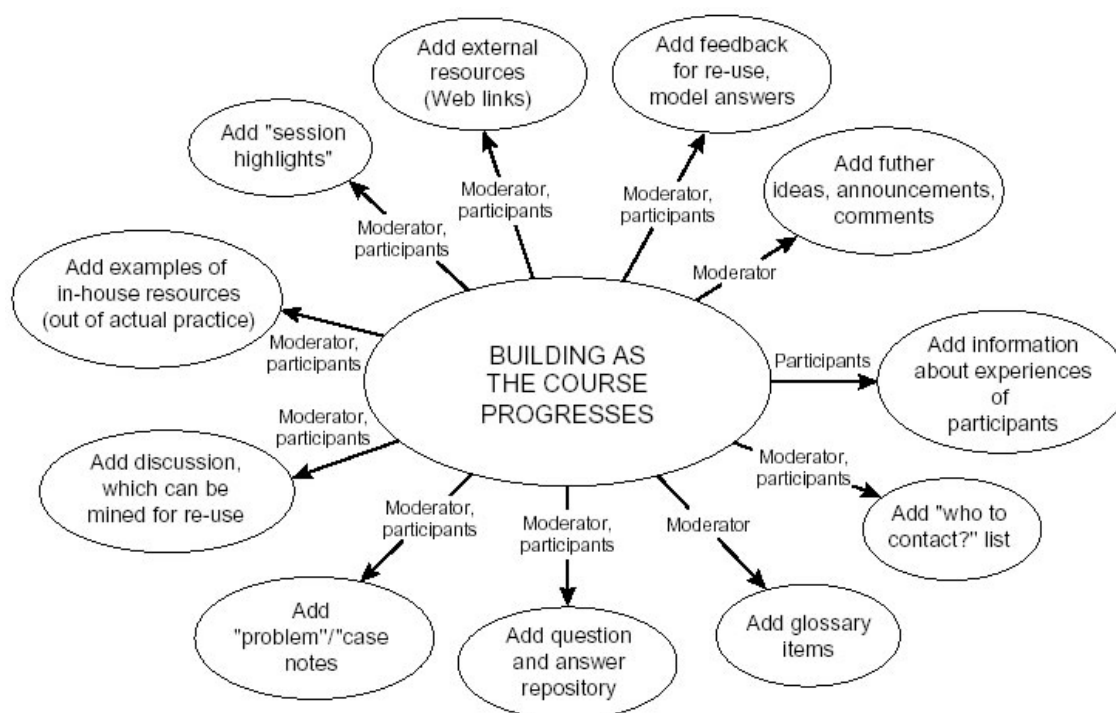 Add external
resources
(Web links)
Add feedback
for re-use,
model answers
Add "session
highlights"
Add futher
ideas, announcements,
comments
Moderator,
participants
Moderator,
participants
Moderator,
participants
Moderator
Add examples of
in-house resources
(out of actual practice)
Moderator,
participants
BUILDING AS
THE COURSE
PROGRESSES
Participants
Add information
about experiences
of
participants
Moderator,
participants
Add discussion,
which can be
mined for re-use
Moderator,
participants
Add "who to
contact?" list
Moderator,
participants
Moderator,
participants
Moderator
Add
"problem"/"case
notes
Add question
and answer
repository
Add glossary
items